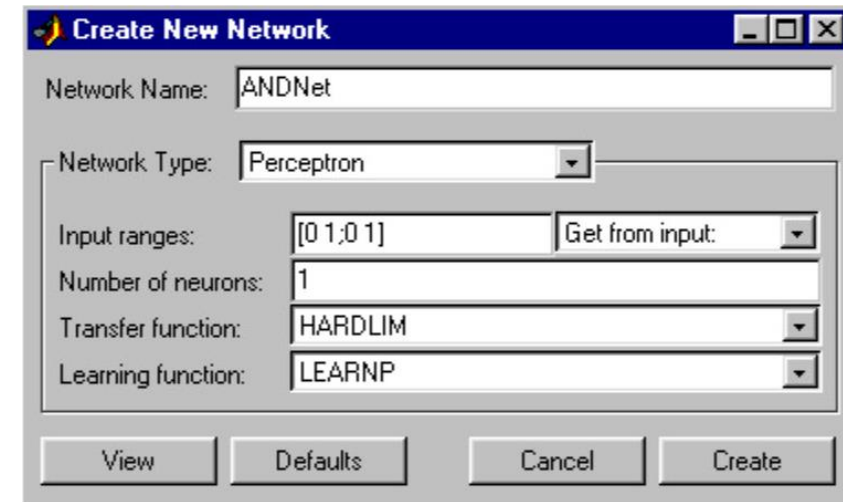 Create New Network
Network Name: ANDNet
Network Type: Perceptron
Input ranges: [0 1;0 1] Get from input:
Number of neurons: 1
Transfer function: HARDLIM
Learning function: LEARNP
View Defaults Cancel Create